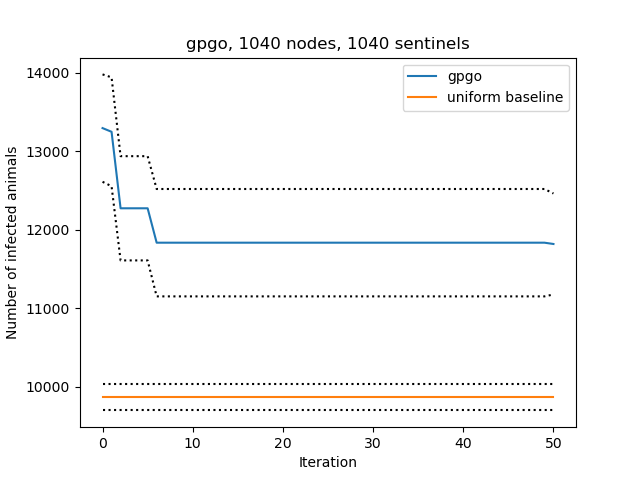 gpgo, 1040 nodes, 1040 sentinels
gpgo
uniform baseline
Number of infected animals
14000
13000
12000
11000
10000
0
10
20
30
40
50
Iteration